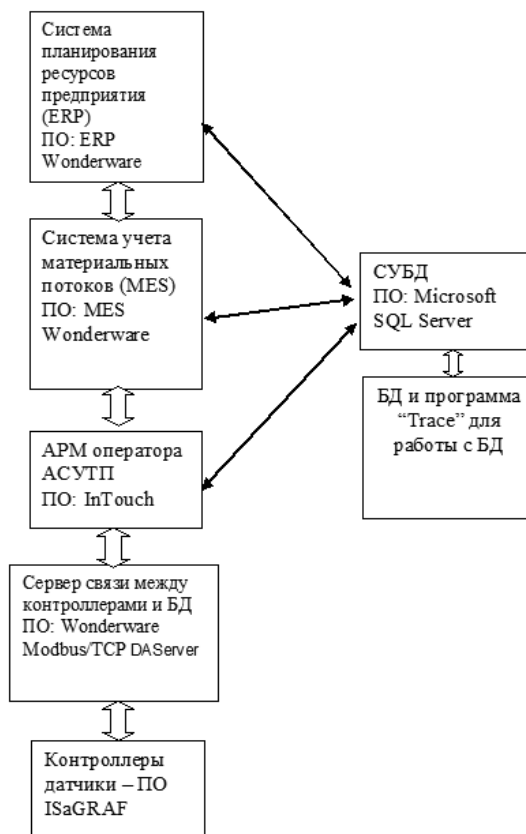 Система
планирования
ресурсов
предприятия
(ERP)
ПО: ERP
Wonderware
Система учета
материальных
потоков (MES)
ПО: MES
Wonderware
СУБД
ПО: Microsoft
SQL Server
БД и программа
“Trace” для
работы с БД
АРМ оператора
АСУТП
ПО: InTouch
Сервер связи между
контроллерами и БД
ПО: Wonderware
Modbus/TCP DAServer
Контроллеры
датчики – ПО
ISaGRAF